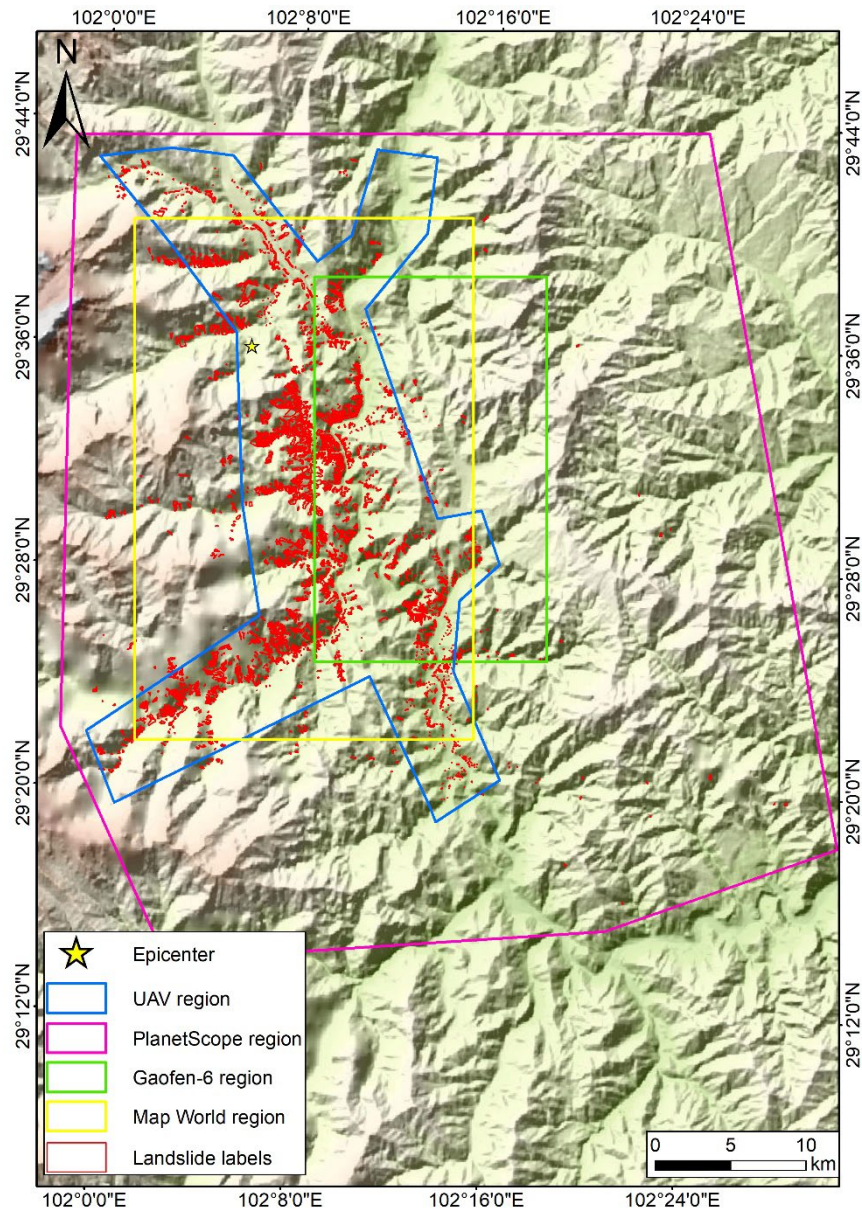 102°0'0"E 102°8'0"E 102°16'0"E 102°24'0"E
N
29°44'0"N 29°44'0"N
29°36'0"N 29°36'0"N
29°28'0"N 29°28'0"N
29°20'0"N 29°20'0"N
29°12'0"N 29°12'0"N
Epicenter
UAV region
PlanetScope region
Gaofen-6 region
Map World region
Landslide labels
0 5 10
km
102°0'0"E 102°8'0"E 102°16'0"E 102°24'0"E